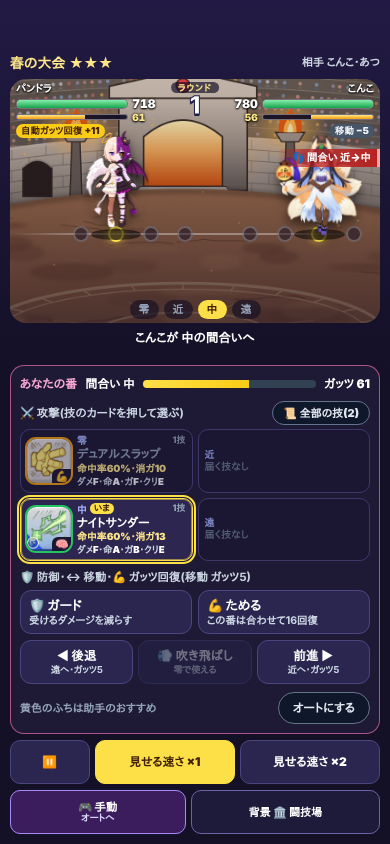 春の大会 ★★★
相手 こんこ・あつ
パンドラ
ラウンド
こんこ
718
1
780
61
56
自動ガッツ回復 +11
移動 −5
👣 間合い 近→中
零 近 中 遠
こんこが 中の間合いへ
あなたの番 間合い 中 ガッツ 61
⚔️ 攻撃(技のカードを押して選ぶ)
📜 全部の技(2)
零 1技
デュアルスラップ
命中率60%・消ガ10
ダメF・命A・ガF・クリE
近
届く技なし
中 いま 1技
ナイトサンダー
命中率60%・消ガ13
ダメF・命A・ガB・クリE
遠
届く技なし
🛡️ 防御・↔ 移動・💪 ガッツ回復(移動 ガッツ5)
🛡️ ガード
受けるダメージを減らす
💪 ためる
この番は合わせて16回復
◀ 後退
遠へ・ガッツ5
💨 吹き飛ばし
零で使える
前進 ▶
近へ・ガッツ5
黄色のふちは助手のおすすめ
オートにする
⏸️
見せる速さ ×1
見せる速さ ×2
🎮 手動
オートへ
背景 🏛️ 闘技場